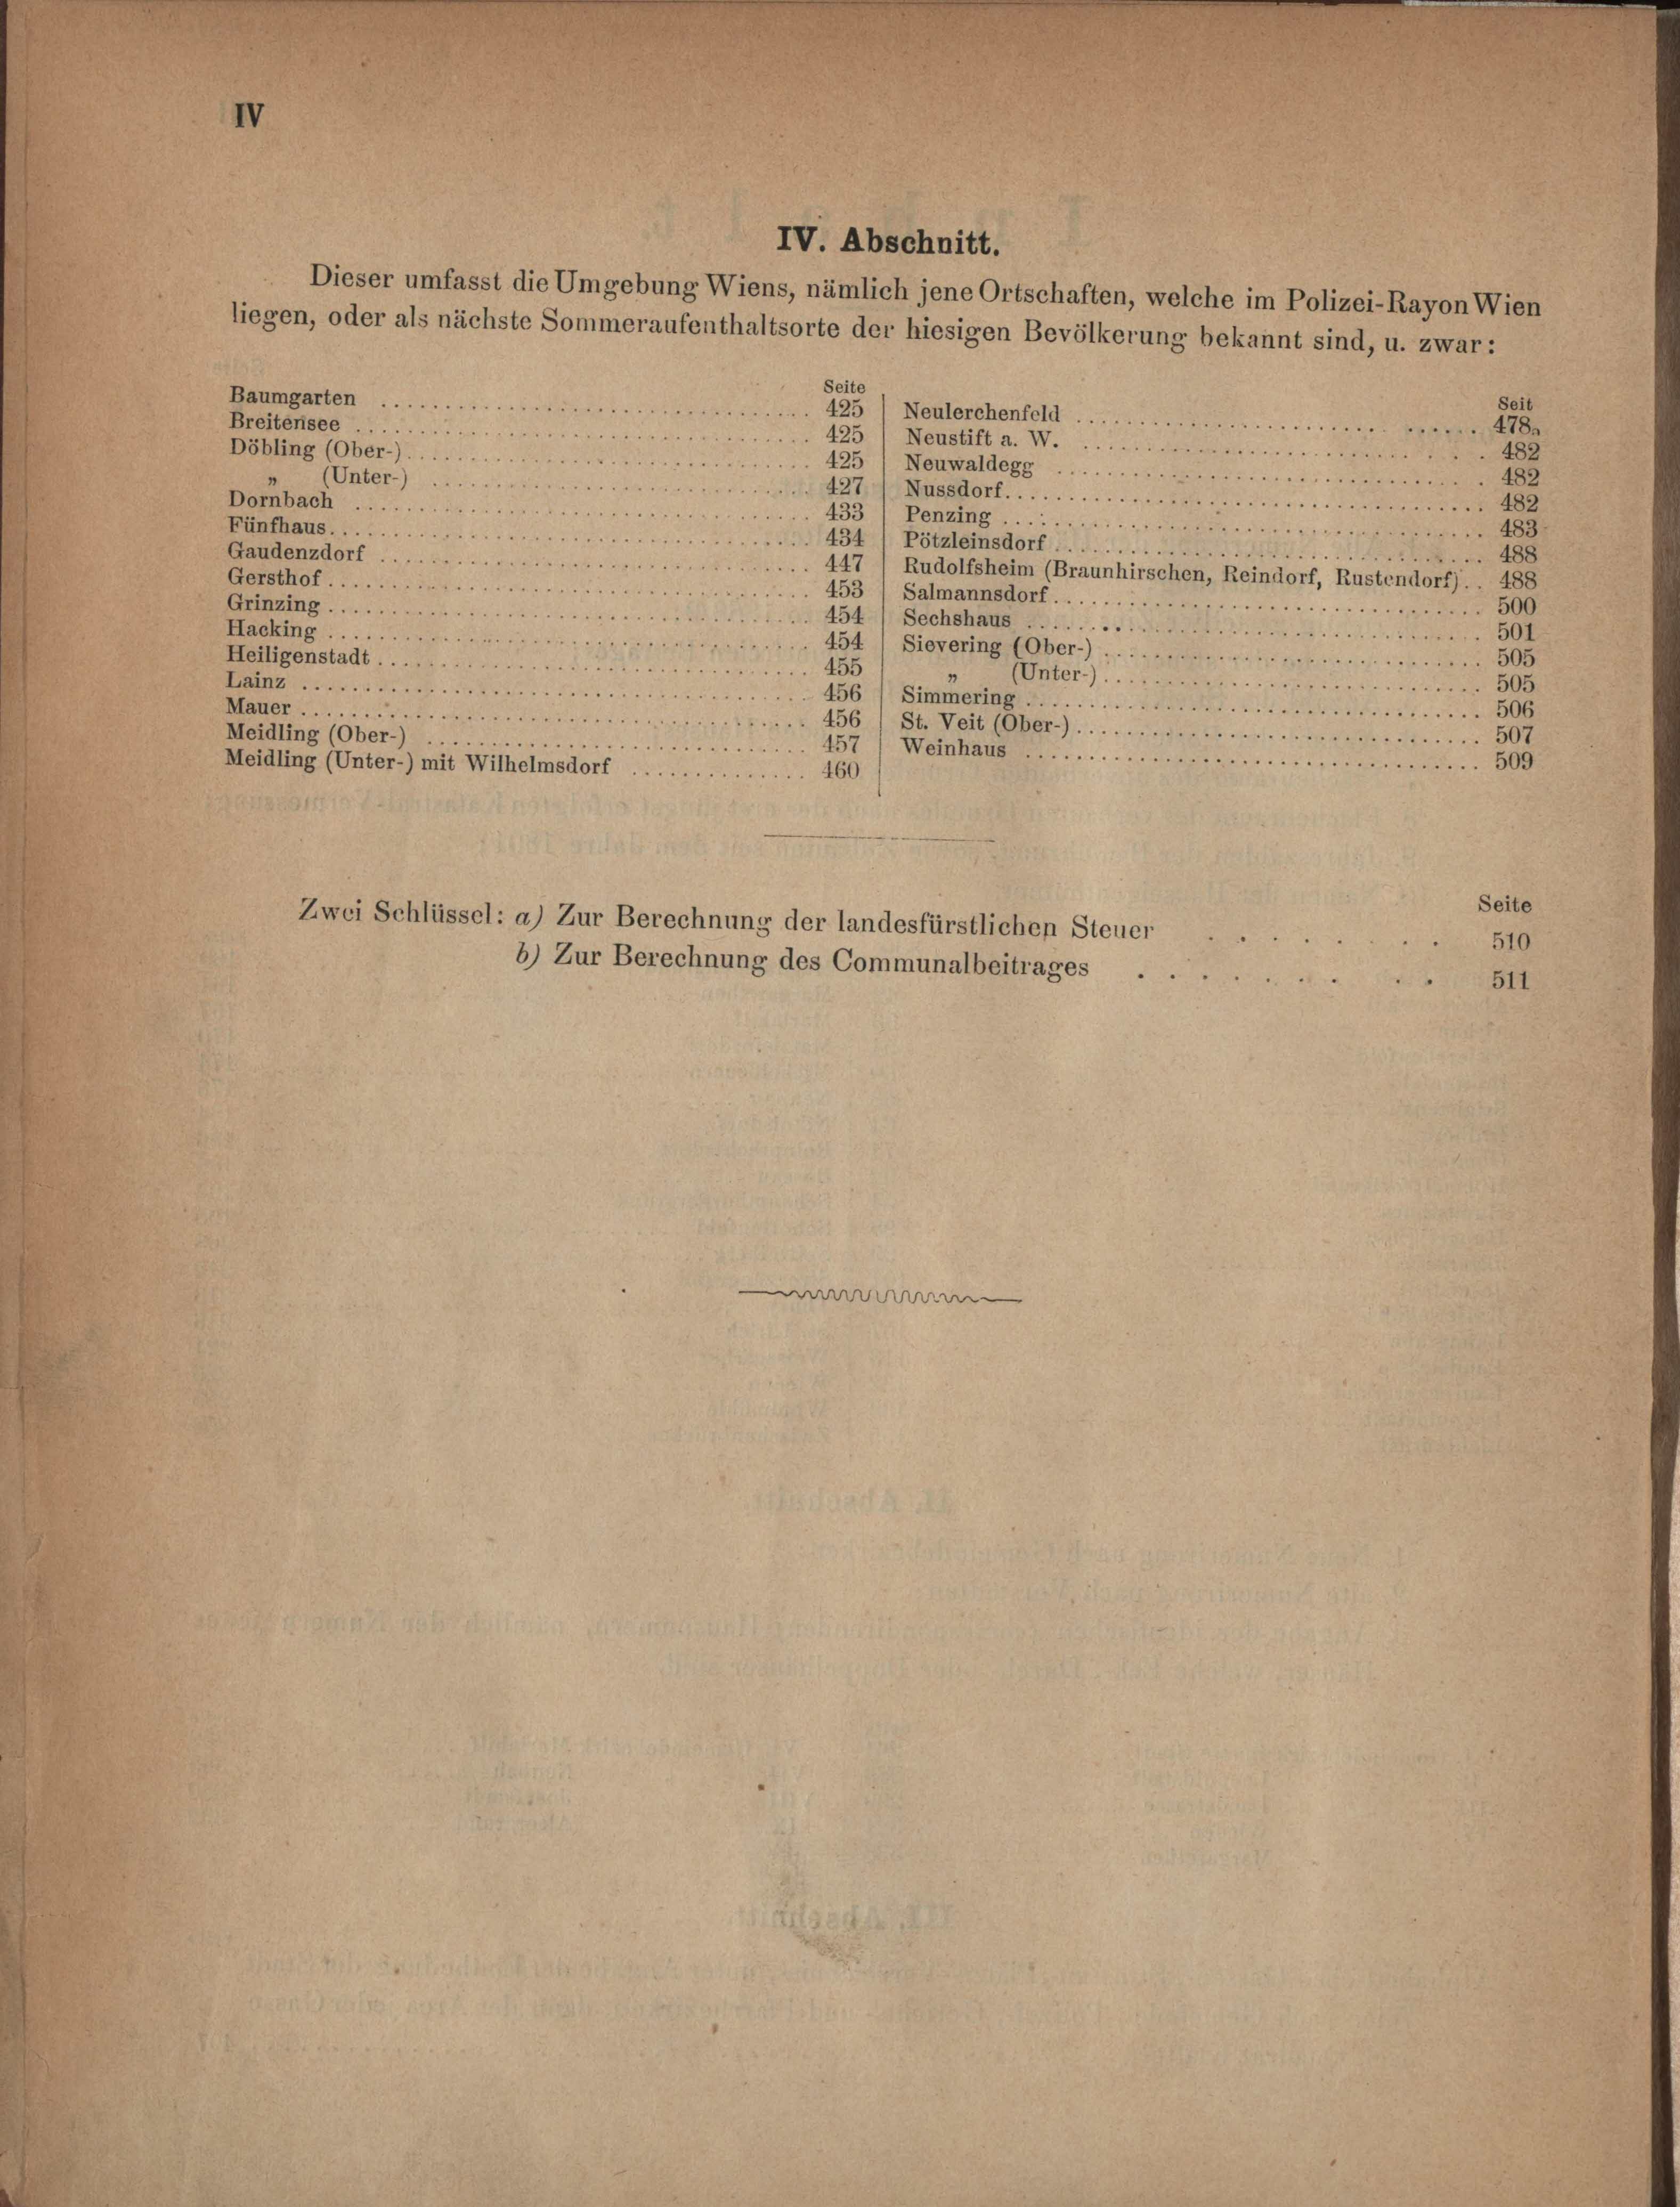 IV
IV. Abschnitt.
Dieser umfasst die Umgebung Wiens, nämlich jene Ortschaften, welche im Polizei-Rayon Wien
liegen, oder als nächste Sommeraufenthaltsorte der hiesigen Bevölkerung bekannt sind, u. zwar:
Seite
Baumgarten ........ 425
Breitensee ........ 425
Döbling (Ober-) ........ 425
„ (Unter-) ........ 427
Dornbach ........ 433
Fünfhaus ........ 434
Gaudenzdorf ........ 447
Gersthof ........ 453
Grinzing ........ 454
Hacking ........ 454
Heiligenstadt ........ 455
Lainz ........ 456
Mauer ........ 456
Meidling (Ober-) ........ 457
Meidling (Unter-) mit Wilhelmsdorf ........ 460
Seit
Neulerchenfeld ........ 478
Neustift a. W. ........ 482
Neuwaldegg ........ 482
Nussdorf ........ 482
Penzing ........ 483
Pötzleinsdorf ........ 488
Rudolfsheim (Braunhirschen, Reindorf, Rustendorf) .. 488
Salmannsdorf ........ 500
Sechshaus ........ 501
Sievering (Ober-) ........ 505
„ (Unter-) ........ 505
Simmering ........ 506
St. Veit (Ober-) ........ 507
Weinhaus ........ 509
Seite
Zwei Schlüssel: a) Zur Berechnung der landesfürstlichen Steuer ........ 510
b) Zur Berechnung des Communalbeitrages ........ 511